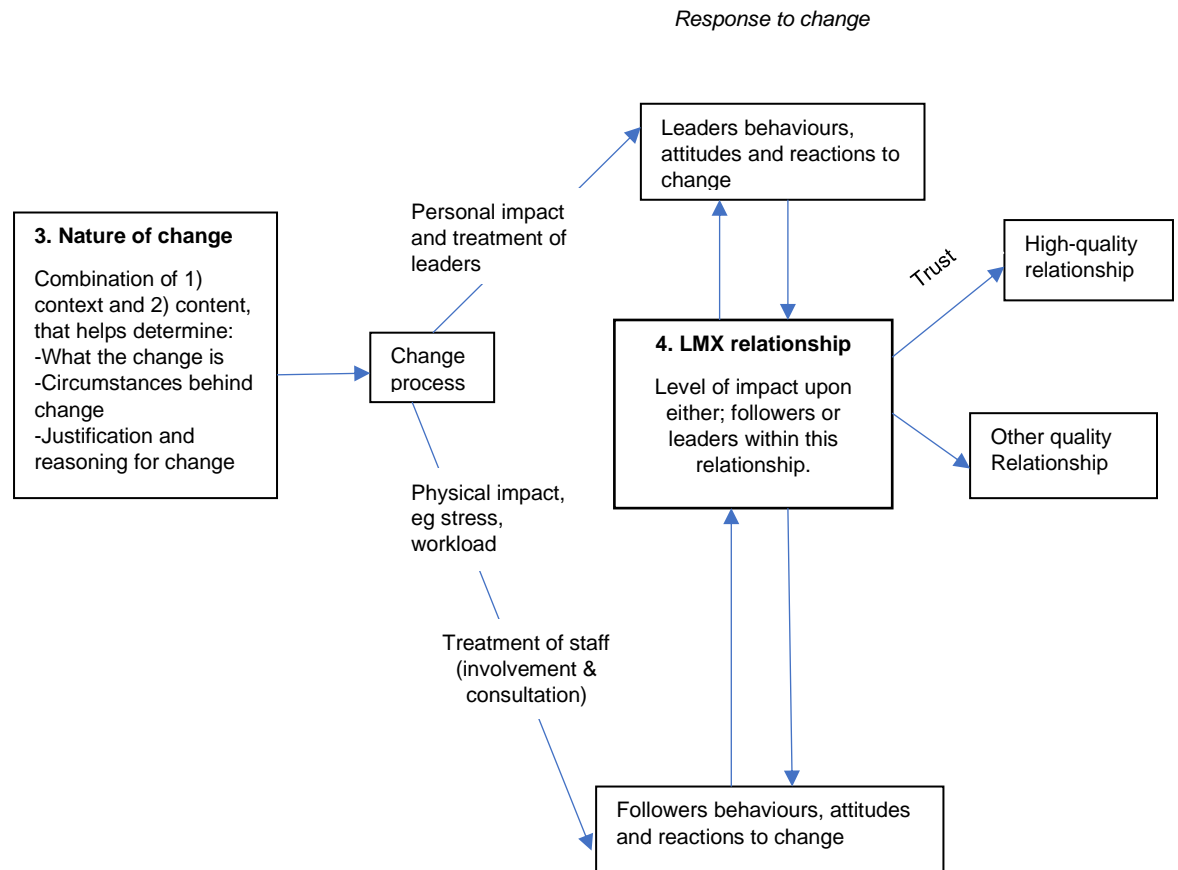 Response to change
Leaders behaviours,
attitudes and reactions to
change
Personal impact
and treatment of
leaders
3. Nature of change
Combination of 1)
context and 2) content,
that helps determine:
-What the change is
-Circumstances behind
change
-Justification and
reasoning for change
Change
process
Trust
High-quality
relationship
4. LMX relationship
Level of impact upon
either; followers or
leaders within this
relationship.
Other quality
Relationship
Physical impact,
eg stress,
workload
Treatment of staff
(involvement &
consultation)
Followers behaviours, attitudes
and reactions to change